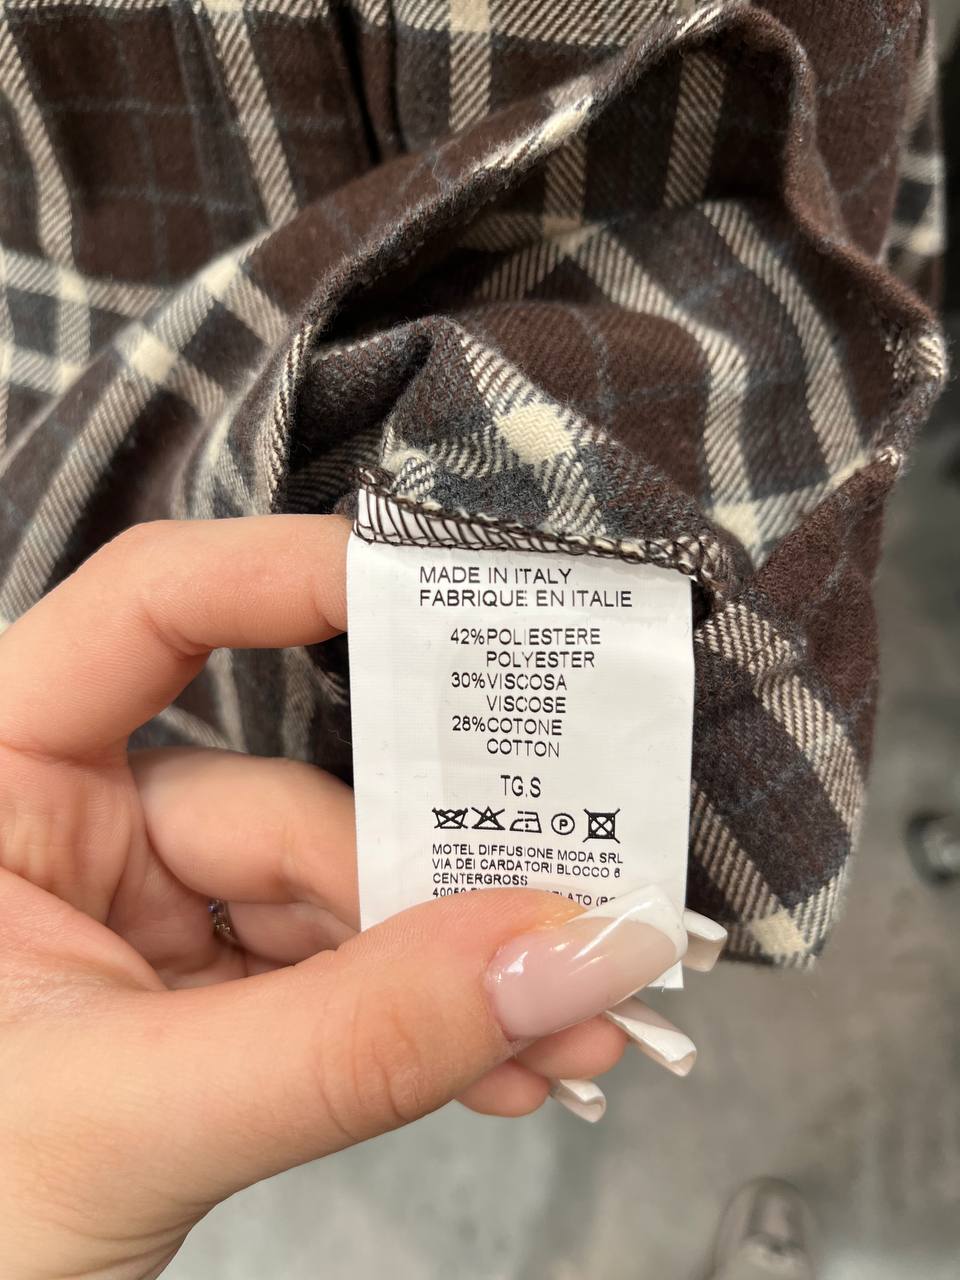 MADE IN ITALY
FABRIQUE EN ITALIE
42%POLIESTERE
POLYESTER
30%VISCOSA
VISCOSE
28%COTONE
COTTON
TG.S
P
MOTEL DIFFUSIONE MODA SRL
VIA DEI CARDATORI BLOCCO 6
CENTERGROSS